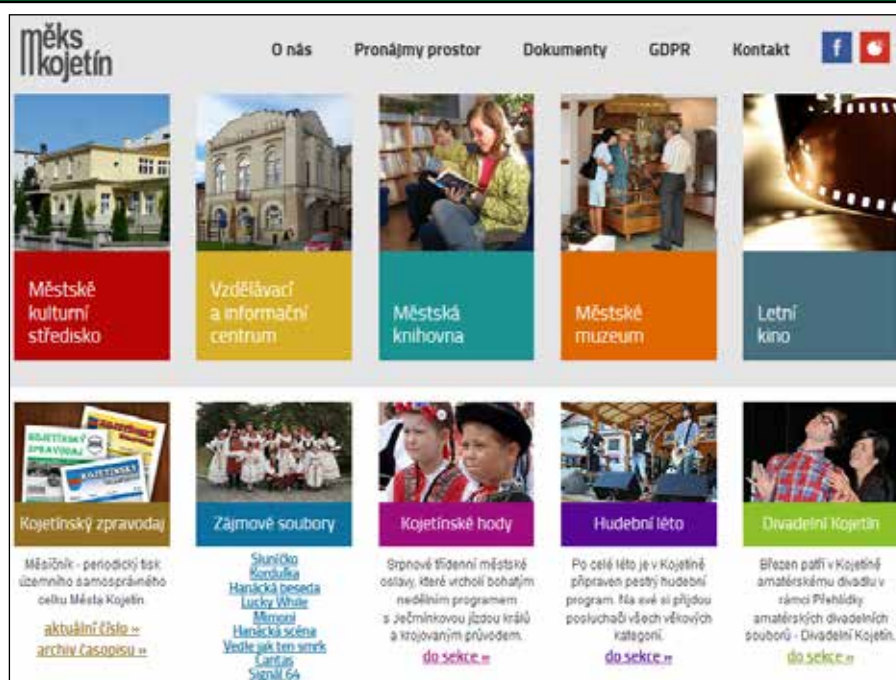 měks
kojetín
O nás Pronájmy prostor Dokumenty GDPR Kontakt
f
Městské
kulturní
středisko
Vzdělávací
a informační
centrum
Městská
knihovna
Městské
muzeum
Letní
kino
KOJETÍNSKÝ
ZPRAVODAJ
KOJETÍNSKÝ
Kojetínský zpravodaj
Měsíčník - periodický tisk
územního samosprávného
celku Města Kojetín.
aktuální číslo »
archiv časopisu »
Zájmové soubory
Sluníčko
Kordulka
Hanácká beseda
Lucky While
Mimoni
Hanácká scéna
Vedle jak ten smrk
Cantas
Signál 64
Kojetínské hody
Srpnové třídenní městské
oslavy, které vrcholí bohatým
nedělním programem
s Ječmínkovou jízdou králů
a krojovaným průvodem.
do sekce »
Hudební léto
Po celé léto je v Kojetíně
připraven pestrý hudební
program. Na své si přijdou
posluchači všech věkových
kategorií.
do sekce »
Divadelní Kojetín
Březen patří v Kojetíně
amatérskému divadlu v
rámci Přehlídky
amatérských divadelních
souborů - Divadelní Kojetín.
do sekce »